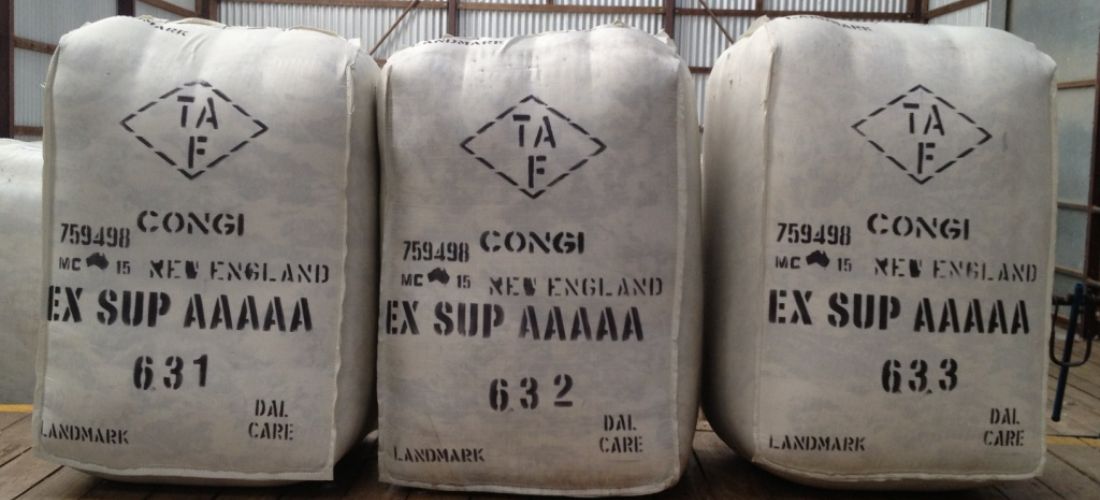 LANDMARK
TA
F
CONGI
759498
MC 15 NEW ENGLAND
EX SUP AAAAA
631
DAL
CARE
LANDMARK
LANDMARK
TA
F
CONGI
759498
MC 15 NEW ENGLAND
EX SUP AAAAA
632
DAL
CARE
LANDMARK
TA
F
CONGI
759498
MC 15 NEW ENGLAND
EX SUP AAAAA
633
DAL
CARE
LANDMARK